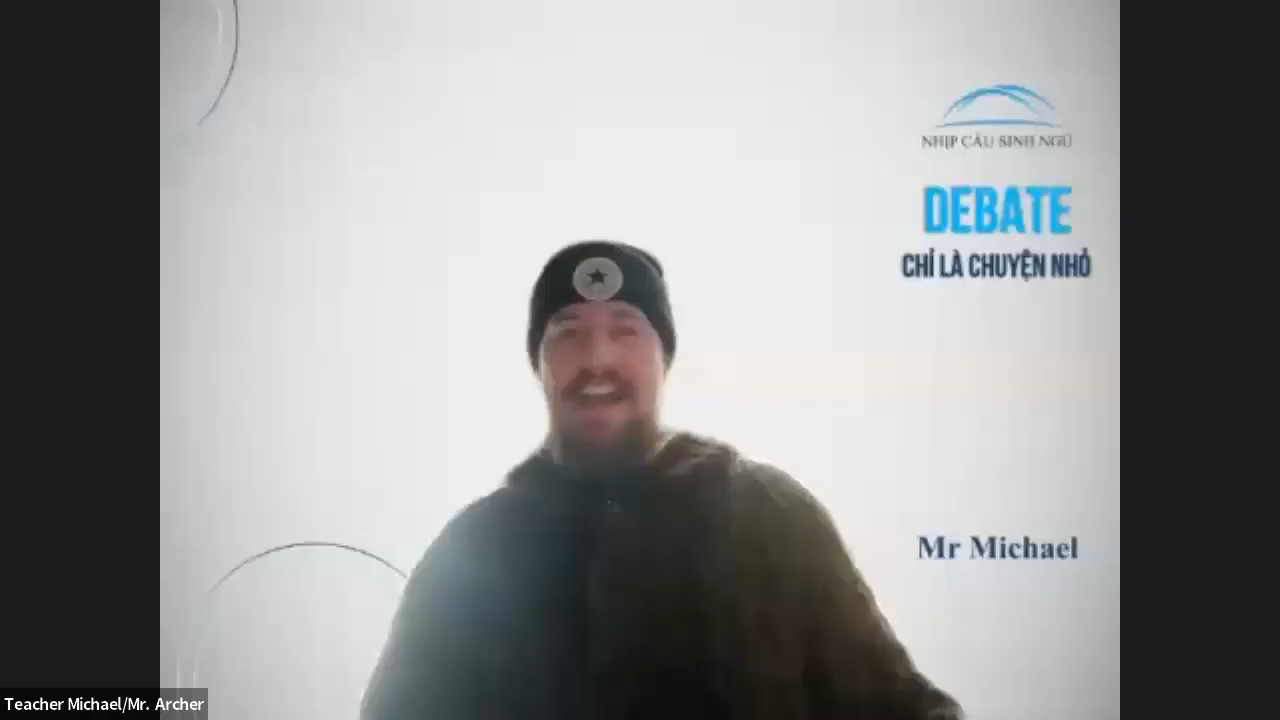 NHỊP CẦU SINH NGỮ
DEBATE
CHỈ LÀ CHUYỆN NHỎ
Mr Michael
Teacher Michael/Mr. Archer